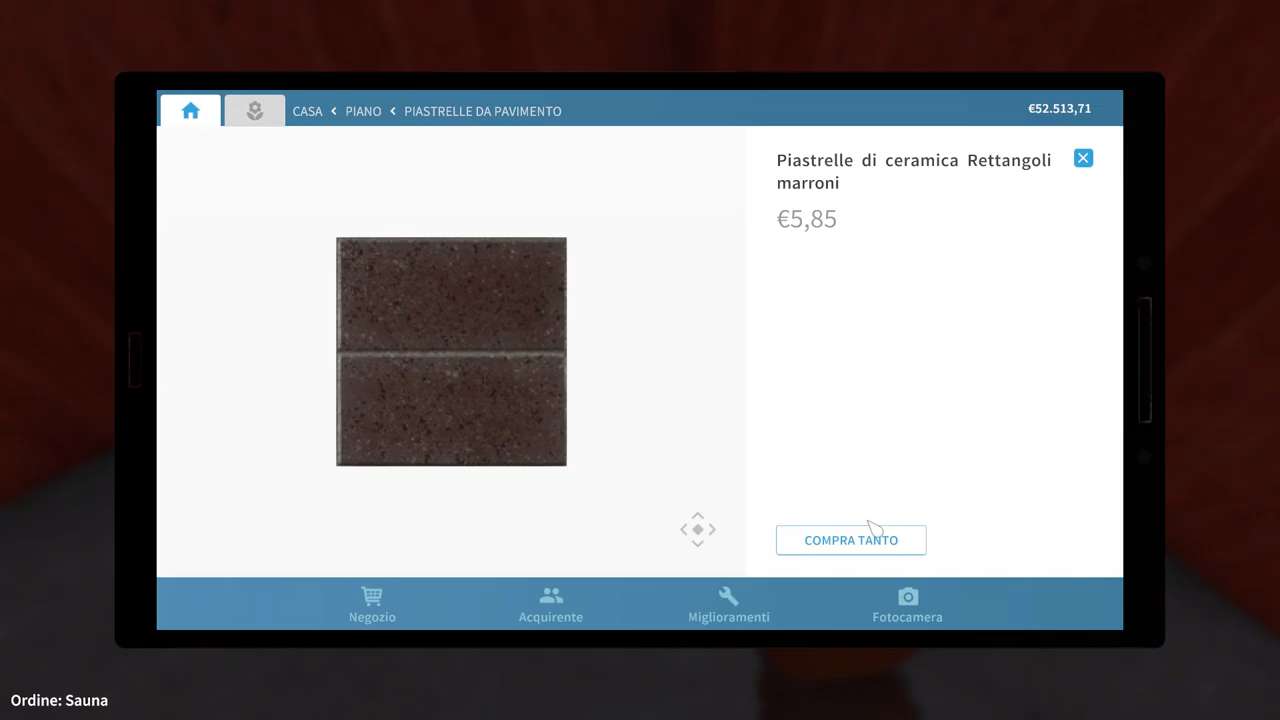 CASA < PIANO < PIASTRELLE DA PAVIMENTO
€52.513,71
Piastrelle di ceramica Rettangoli
marroni
€5,85
COMPRA TANTO
Negozio
Acquirente
Miglioramenti
Fotocamera
Ordine: Sauna